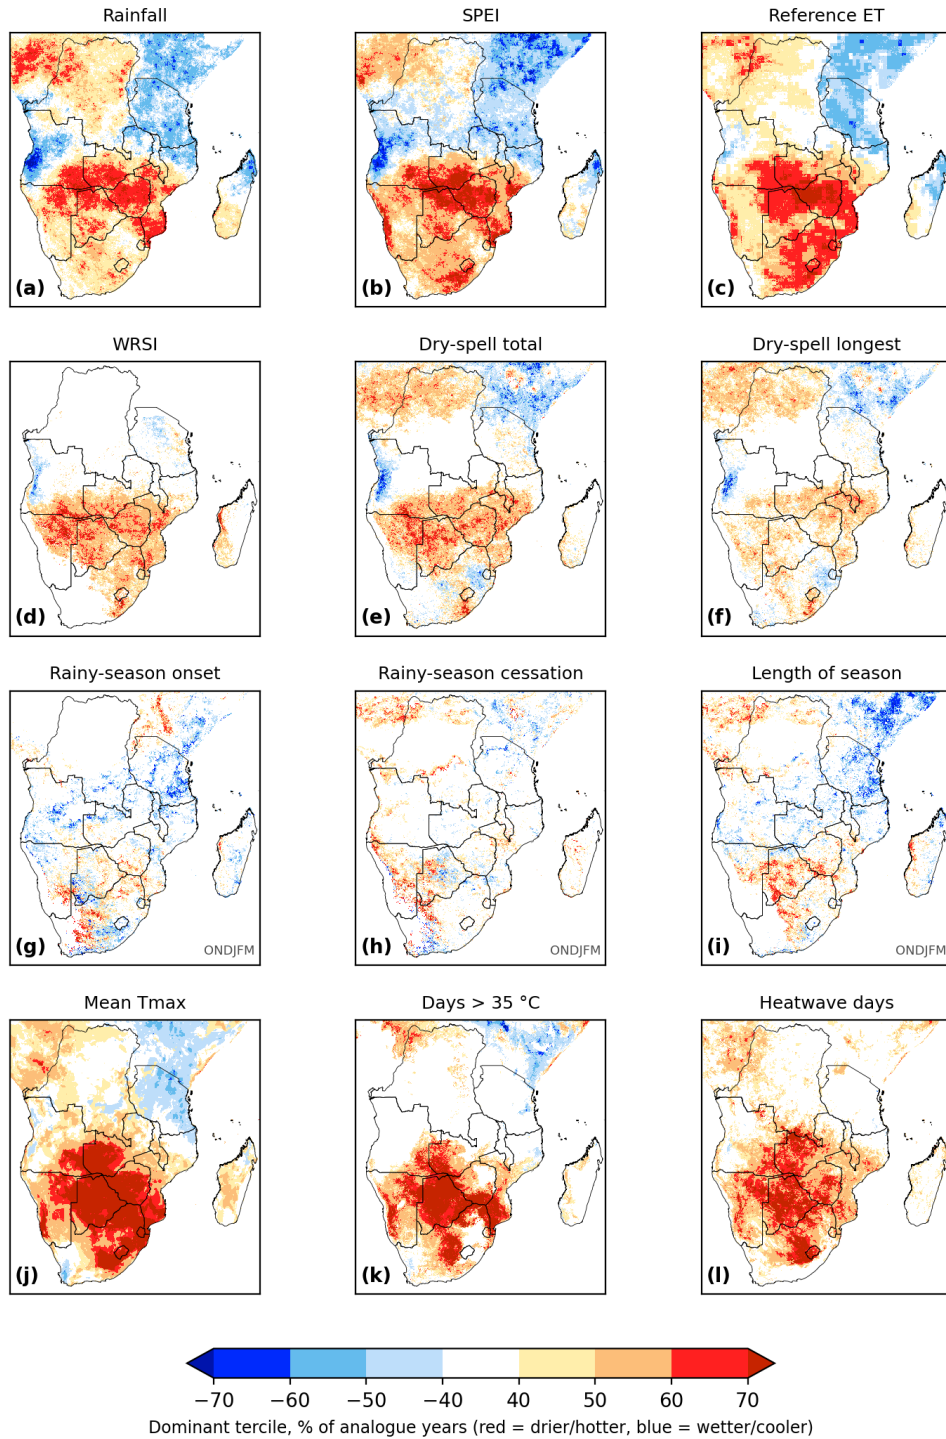 Rainfall
SPEI
Reference ET
(a)
(b)
(c)
WRSI
Dry-spell total
Dry-spell longest
(d)
(e)
(f)
Rainy-season onset
Rainy-season cessation
Length of season
(g)
ONDJFM
(h)
(i)
ONDJFM
Mean Tmax
Days > 35 °C
Heatwave days
(j)
(k)
(l)
−70 −60 −50 −40 40 50 60 70
Dominant tercile, % of analogue years (red = drier/hotter, blue = wetter/cooler)